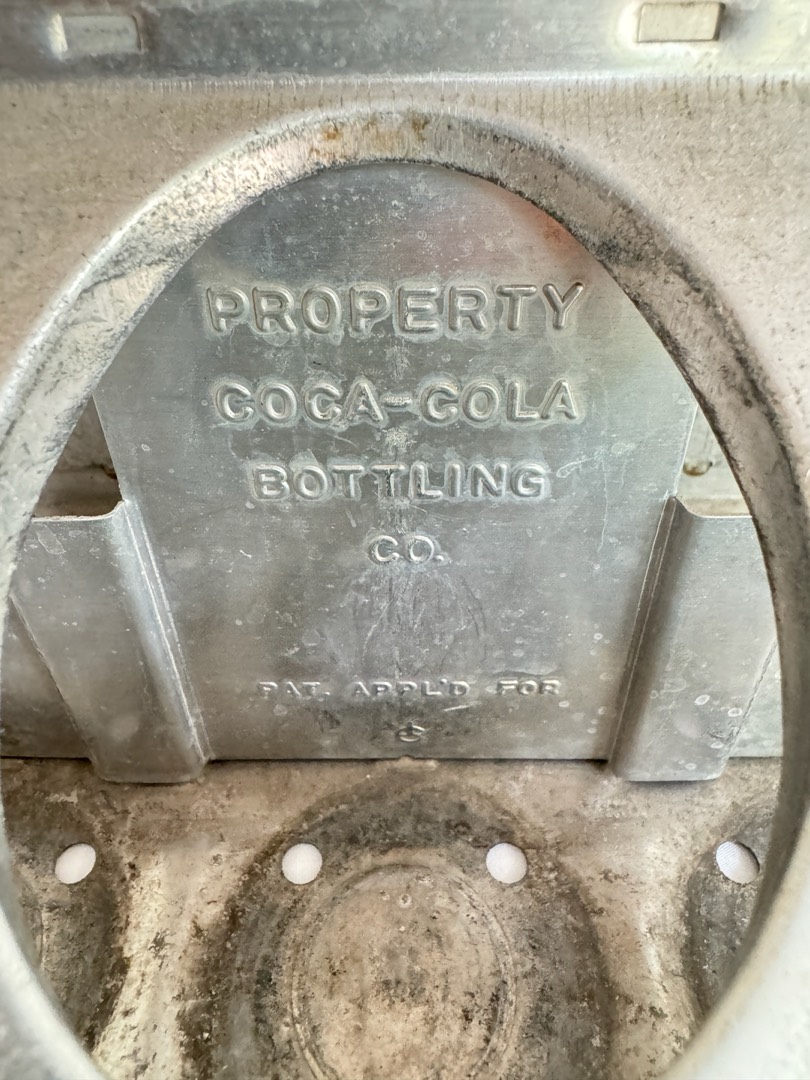 PROPERTY
COCA-COLA
BOTTLING
CO.
PAT. APPL'D FOR